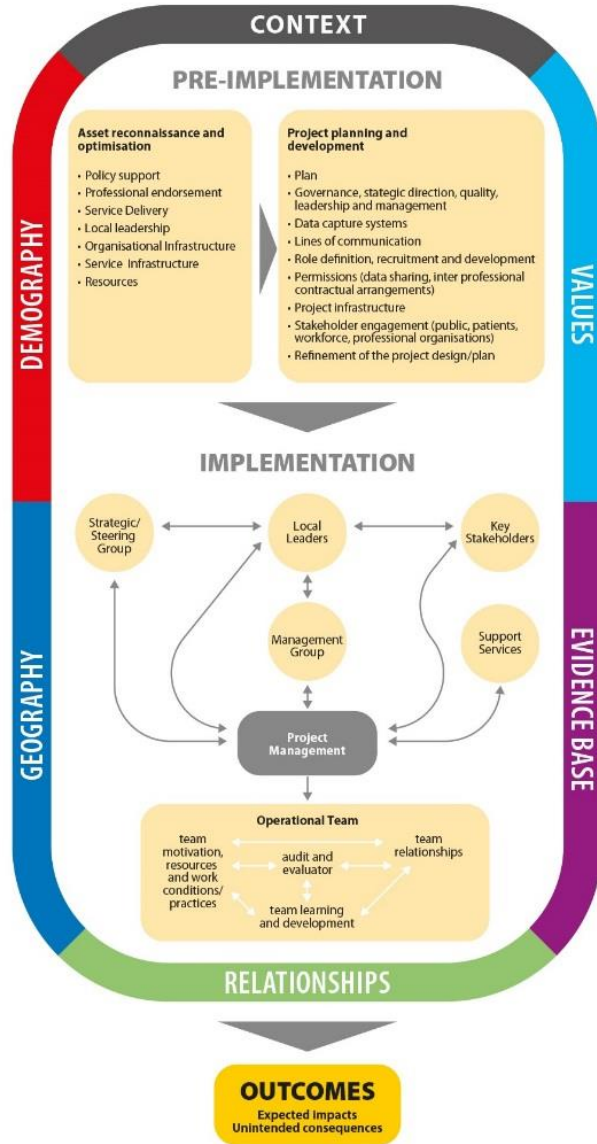 CONTEXT
PRE-IMPLEMENTATION
Asset reconnaissance and
optimisation
• Policy support
• Professional endorsement
• Service Delivery
• Local leadership
• Organisational Infrastructure
• Service Infrastructure
• Resources
Project planning and
development
• Plan
• Governance, stategic direction, quality,
leadership and management
• Data capture systems
• Lines of communication
• Role definition, recruitment and development
• Permissions (data sharing, inter professional
contractual arrangements)
• Project infrastructure
• Stakeholder engagement (public, patients,
workforce, professional organisations)
• Refinement of the project design/plan
DEMOGRAPHY
VALUES
IMPLEMENTATION
Strategic/
Steering
Group
Local
Leaders
Key
Stakeholders
Management
Group
Support
Services
Project
Management
GEOGRAPHY
EVIDENCE BASE
Operational Team
team
motivation,
resources
and work
conditions/
practices
audit and
evaluator
team
relationships
team learning
and development
RELATIONSHIPS
OUTCOMES
Expected impacts
Unintended consequences